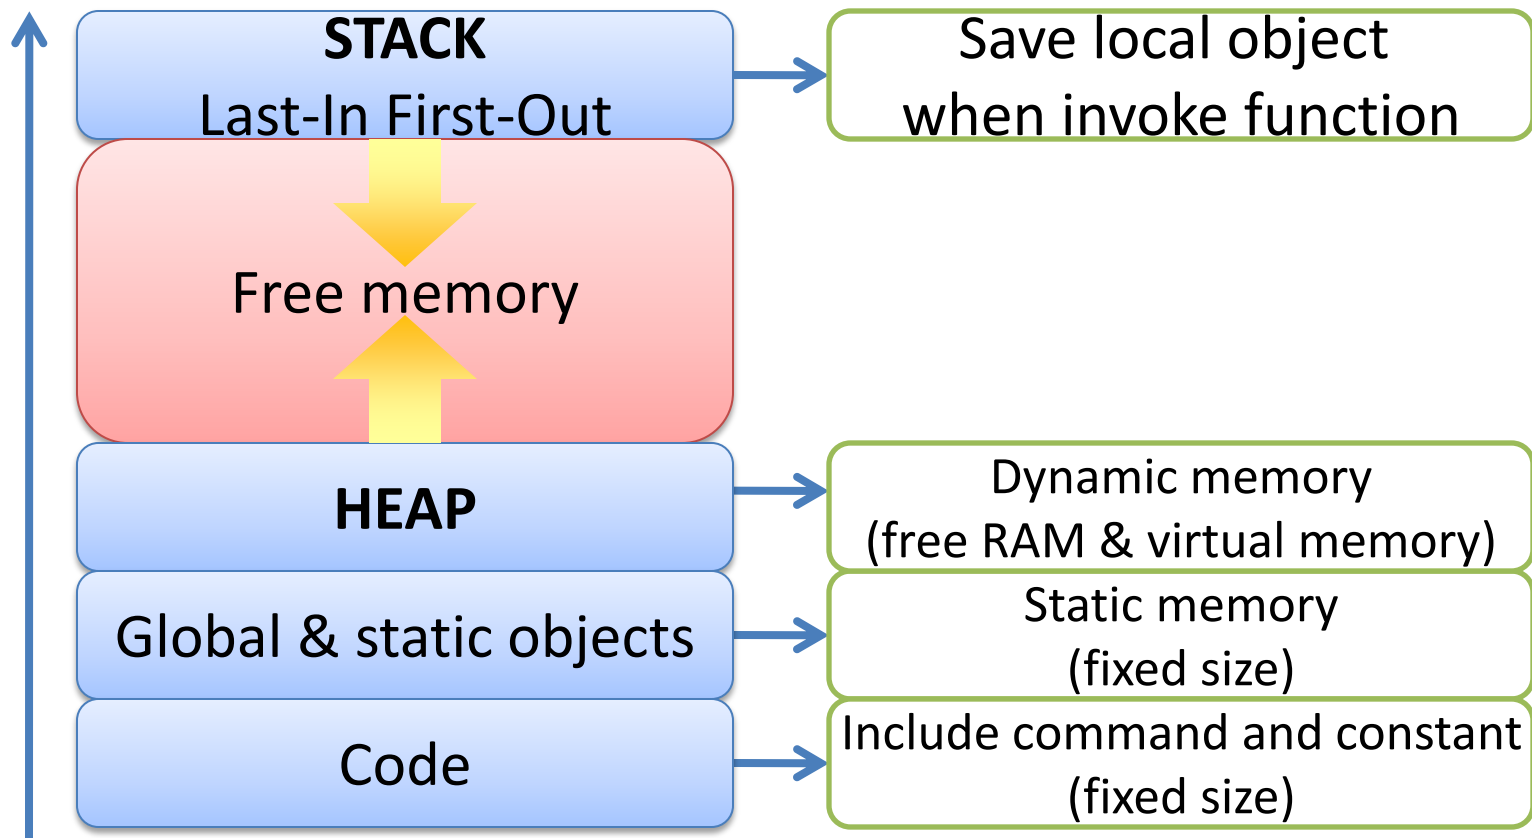 STACK
Last-In First-Out
Save local object
when invoke function
Free memory
HEAP
Dynamic memory
(free RAM & virtual memory)
Global & static objects
Static memory
(fixed size)
Code
Include command and constant
(fixed size)